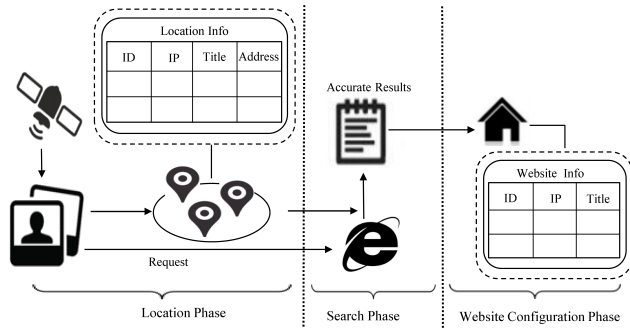 Location Info
ID IP Title Address
Accurate Results
Website Info
ID IP Title
Request
Location Phase
Search Phase
Website Configuration Phase